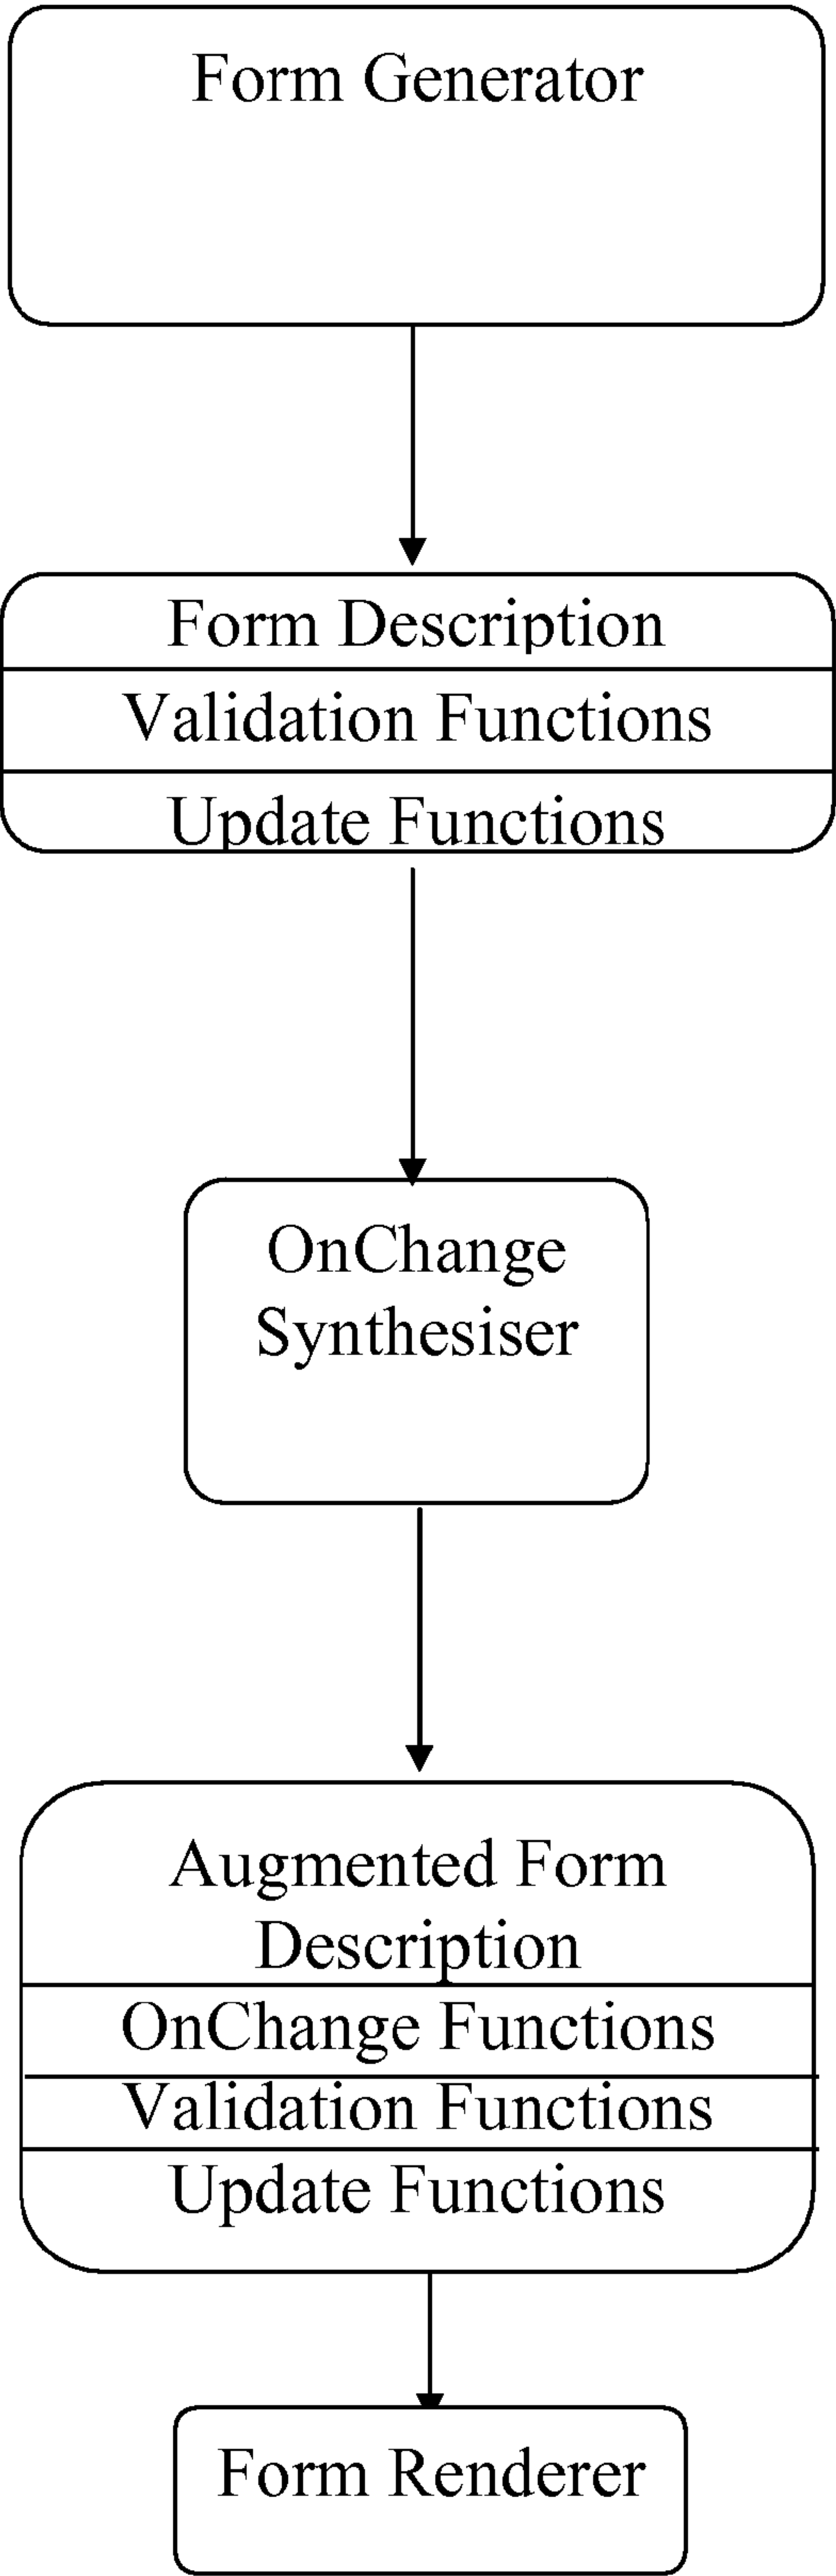 Form Generator
Form Description
Validation Functions
Update Functions
OnChange
Synthesiser
Augmented Form
Description
OnChange Functions
Validation Functions
Update Functions
Form Renderer